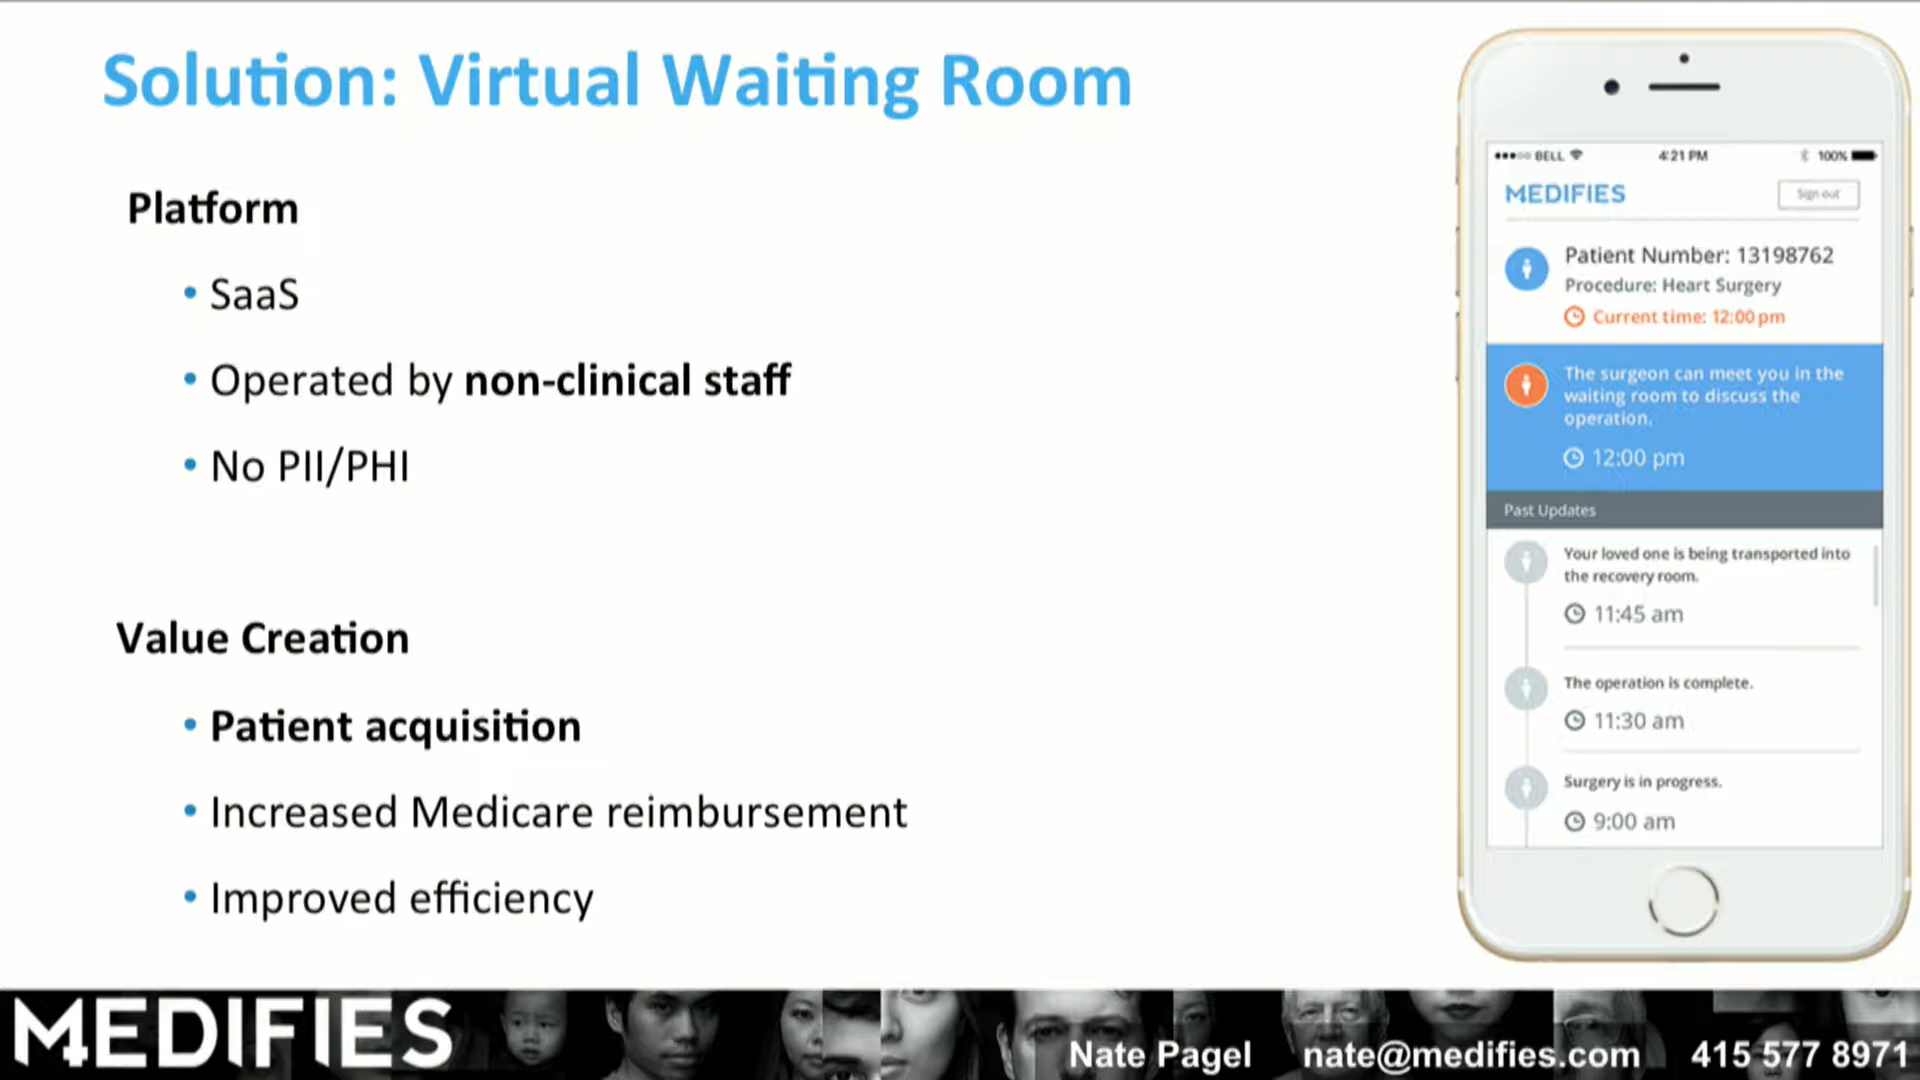 Solution: Virtual Waiting Room
Platform
• SaaS
• Operated by non-clinical staff
• No PII/PHI
Value Creation
• Patient acquisition
• Increased Medicare reimbursement
• Improved efficiency
BELL 4:21 PM 100%
MEDIFIES Sign out
Patient Number: 13198762
Procedure: Heart Surgery
Current time: 12:00 pm
The surgeon can meet you in the
waiting room to discuss the
operation.
12:00 pm
Past Updates
Your loved one is being transported into
the recovery room.
11:45 am
The operation is complete.
11:30 am
Surgery is in progress.
9:00 am
MEDIFIES
Nate Pagel nate@medifies.com 415 577 8971